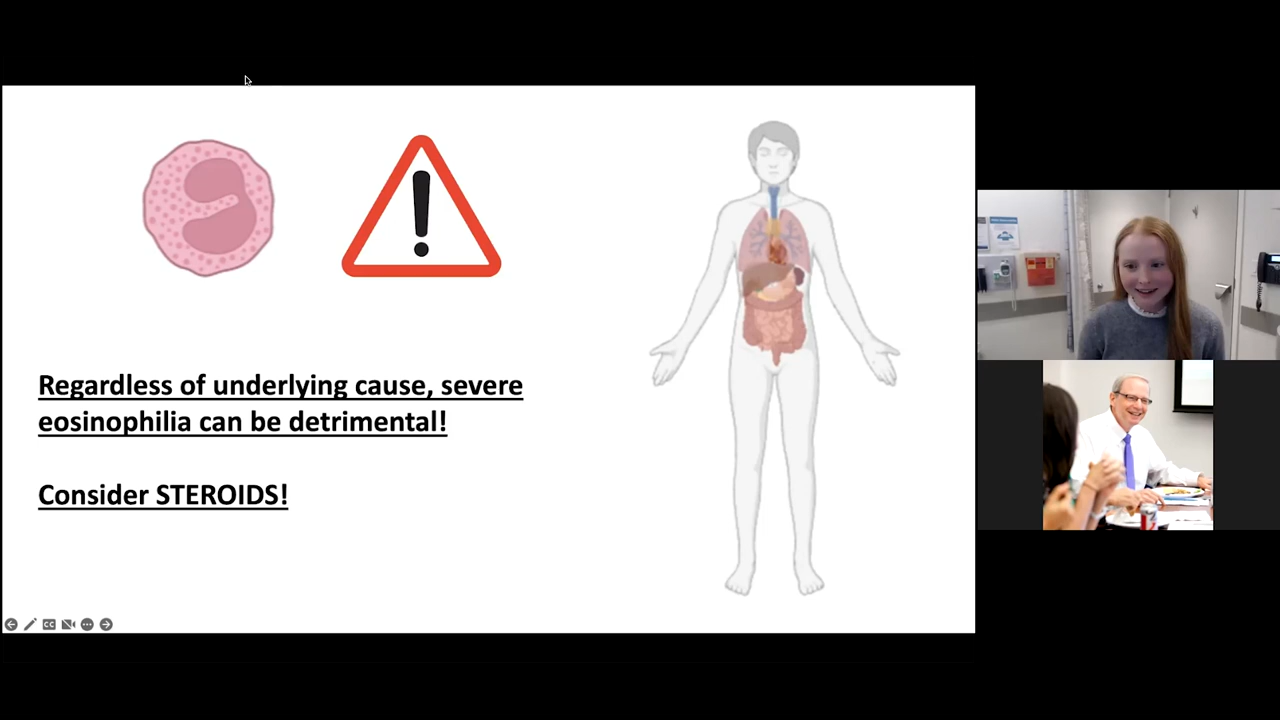 Regardless of underlying cause, severe
eosinophilia can be detrimental!
Consider STEROIDS!